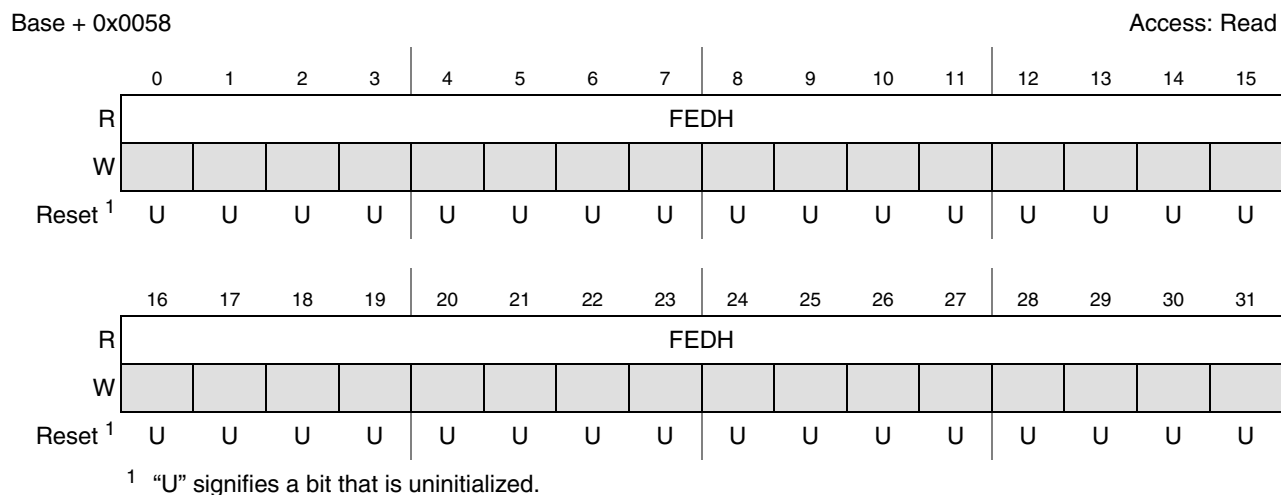 Base + 0x0058 Access: Read
0 1 2 3 4 5 6 7 8 9 10 11 12 13 14 15
R FEDH
W
Reset 1 U U U U U U U U U U U U U U U U
16 17 18 19 20 21 22 23 24 25 26 27 28 29 30 31
R FEDH
W
Reset 1 U U U U U U U U U U U U U U U U
1 “U” signifies a bit that is uninitialized.